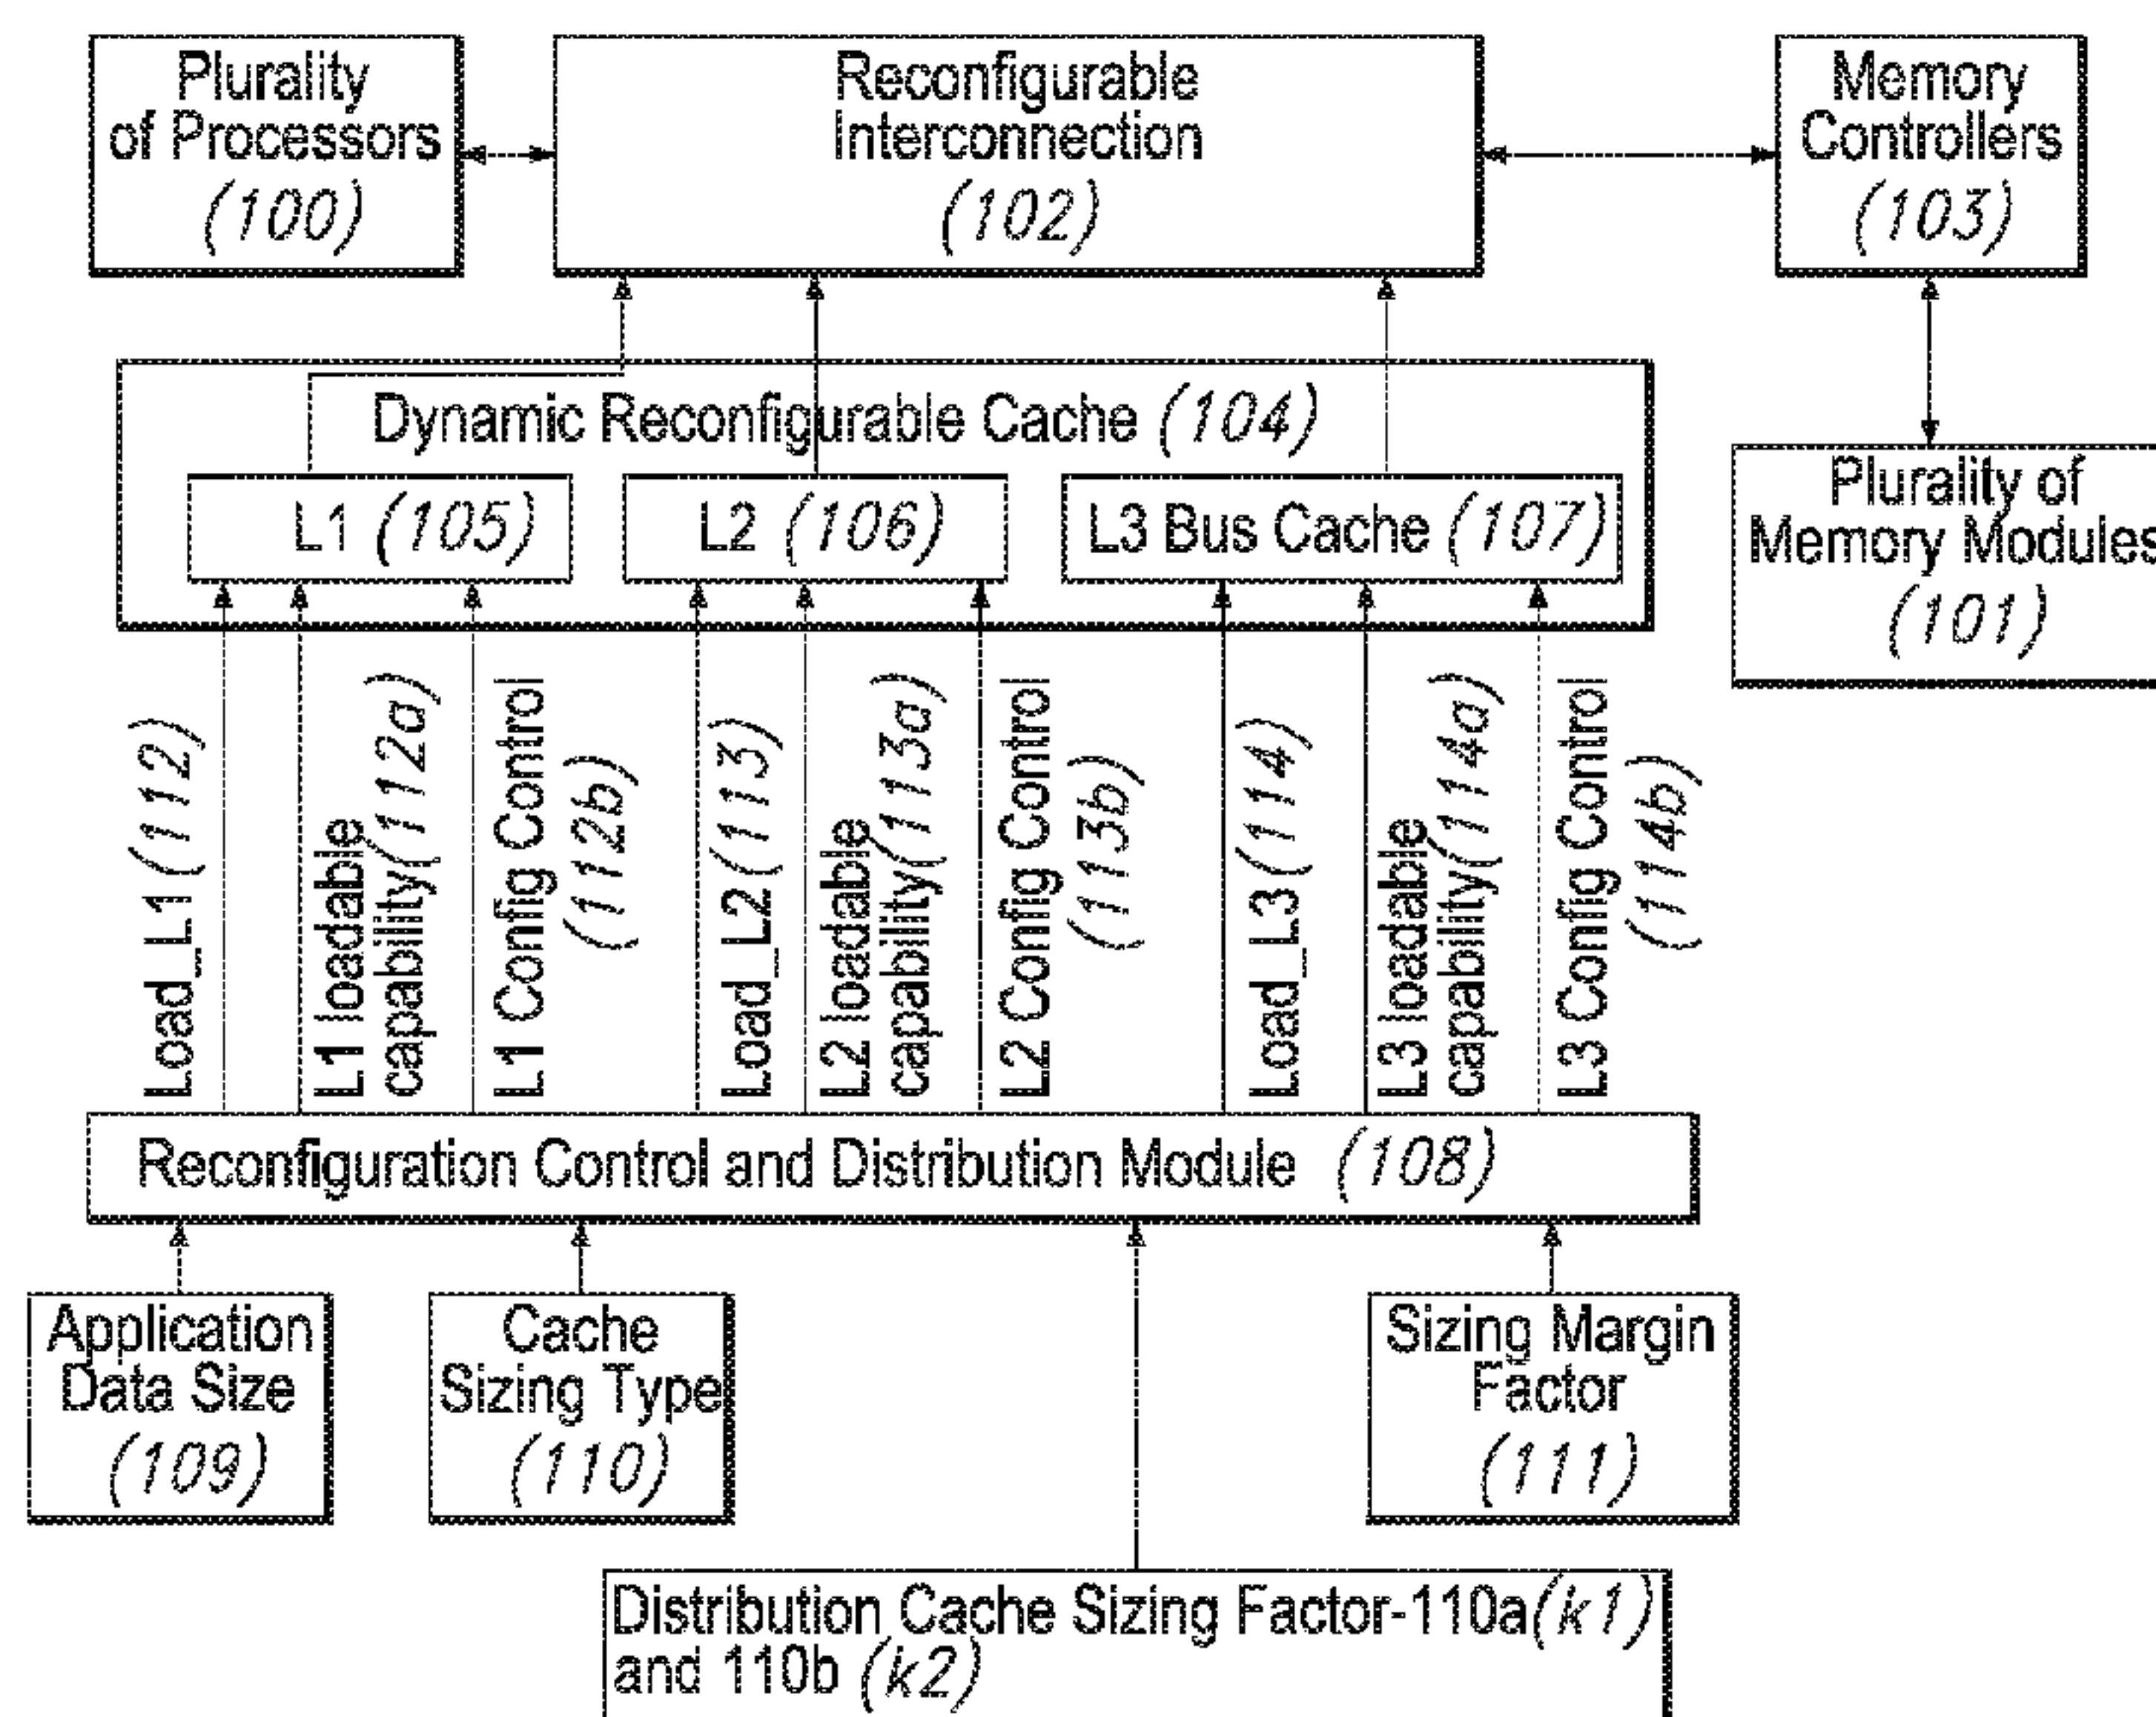 Plurality
of Processors
(100)
Reconfigurable
Interconnection
(102)
Memory
Controllers
(103)
Dynamic Reconfigurable Cache (104)
L1 (105)
L2 (106)
L3 Bus Cache (107)
Plurality of
Memory Modules
(101)
Load_L1 (112)
L1 loadable
capability(112a)
L1 Config Control
(112b)
Load_L2 (113)
L2 loadable
capability(113a)
L2 Config Control
(113b)
Load_L3 (114)
L3 loadable
capability(114a)
L3 Config Control
(114b)
Reconfiguration Control and Distribution Module (108)
Application
Data Size
(109)
Cache
Sizing Type
(110)
Sizing Margin
Factor
(111)
Distribution Cache Sizing Factor-110a(k1)
and 110b (k2)